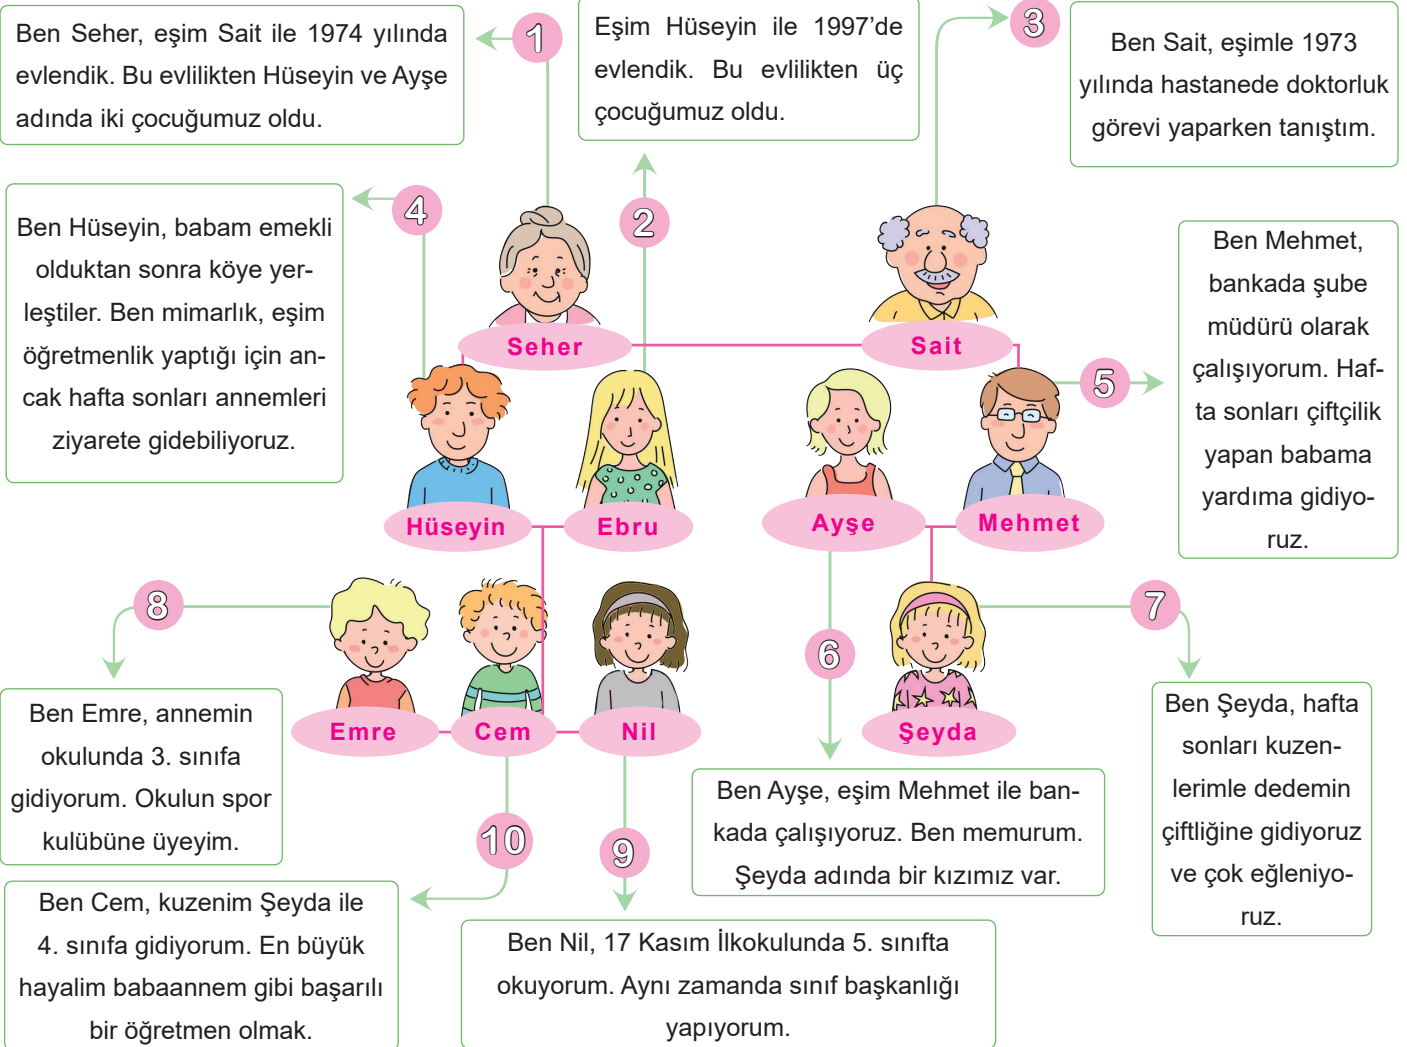 1
Ben Seher, eşim Sait ile 1974 yılında
evlendik. Bu evlilikten Hüseyin ve Ayşe
adında iki çocuğumuz oldu.
2
Eşim Hüseyin ile 1997’de
evlendik. Bu evlilikten üç
çocuğumuz oldu.
3
Ben Sait, eşimle 1973
yılında hastanede doktorluk
görevi yaparken tanıştım.
4
Ben Hüseyin, babam emekli
olduktan sonra köye yer-
leştiler. Ben mimarlık, eşim
öğretmenlik yaptığı için an-
cak hafta sonları annemleri
ziyarete gidebiliyoruz.
5
Ben Mehmet,
bankada şube
müdürü olarak
çalışıyorum. Haf-
ta sonları çiftçilik
yapan babama
yardıma gidiyo-
ruz.
Seher
Sait
Hüseyin
Ebru
Ayşe
Mehmet
Emre
Cem
Nil
Şeyda
8
Ben Emre, annemin
okulunda 3. sınıfa
gidiyorum. Okulun spor
kulübüne üyeyim.
10
Ben Cem, kuzenim Şeyda ile
4. sınıfa gidiyorum. En büyük
hayalim babaannem gibi başarılı
bir öğretmen olmak.
9
Ben Nil, 17 Kasım İlkokulunda 5. sınıfta
okuyorum. Aynı zamanda sınıf başkanlığı
yapıyorum.
6
Ben Ayşe, eşim Mehmet ile ban-
kada çalışıyoruz. Ben memurum.
Şeyda adında bir kızımız var.
7
Ben Şeyda, hafta
sonları kuzen-
lerimle dedemin
çiftliğine gidiyoruz
ve çok eğleniyo-
ruz.